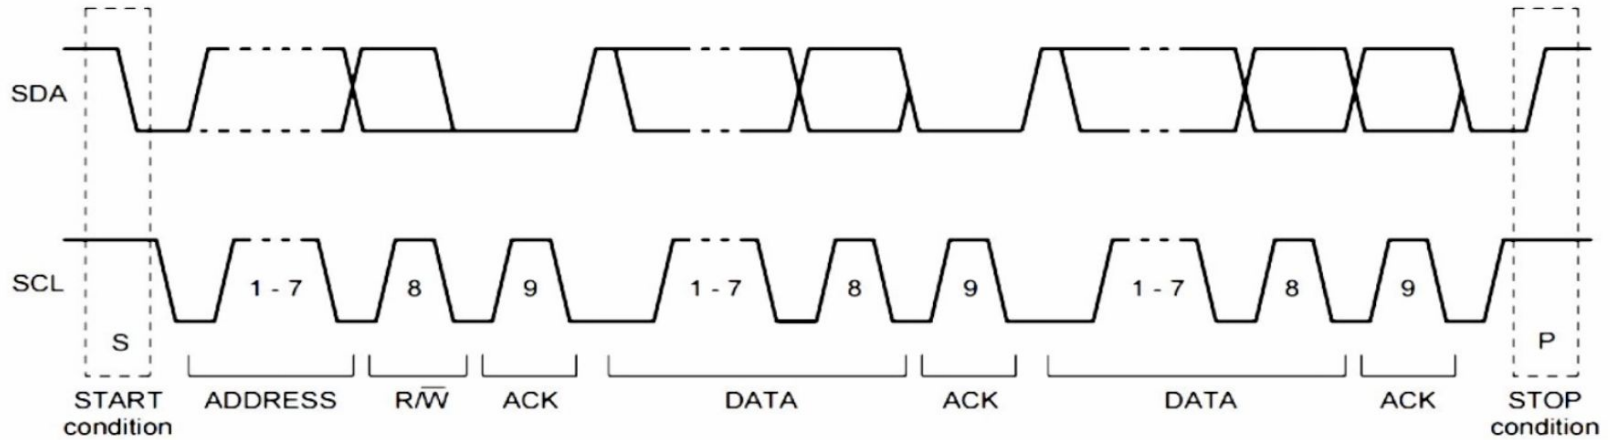 SDA
SCL
1 - 7
8
9
1 - 7
8
9
1 - 7
8
9
S
P
START
condition
ADDRESS
R/W̅
ACK
DATA
ACK
DATA
ACK
STOP
condition